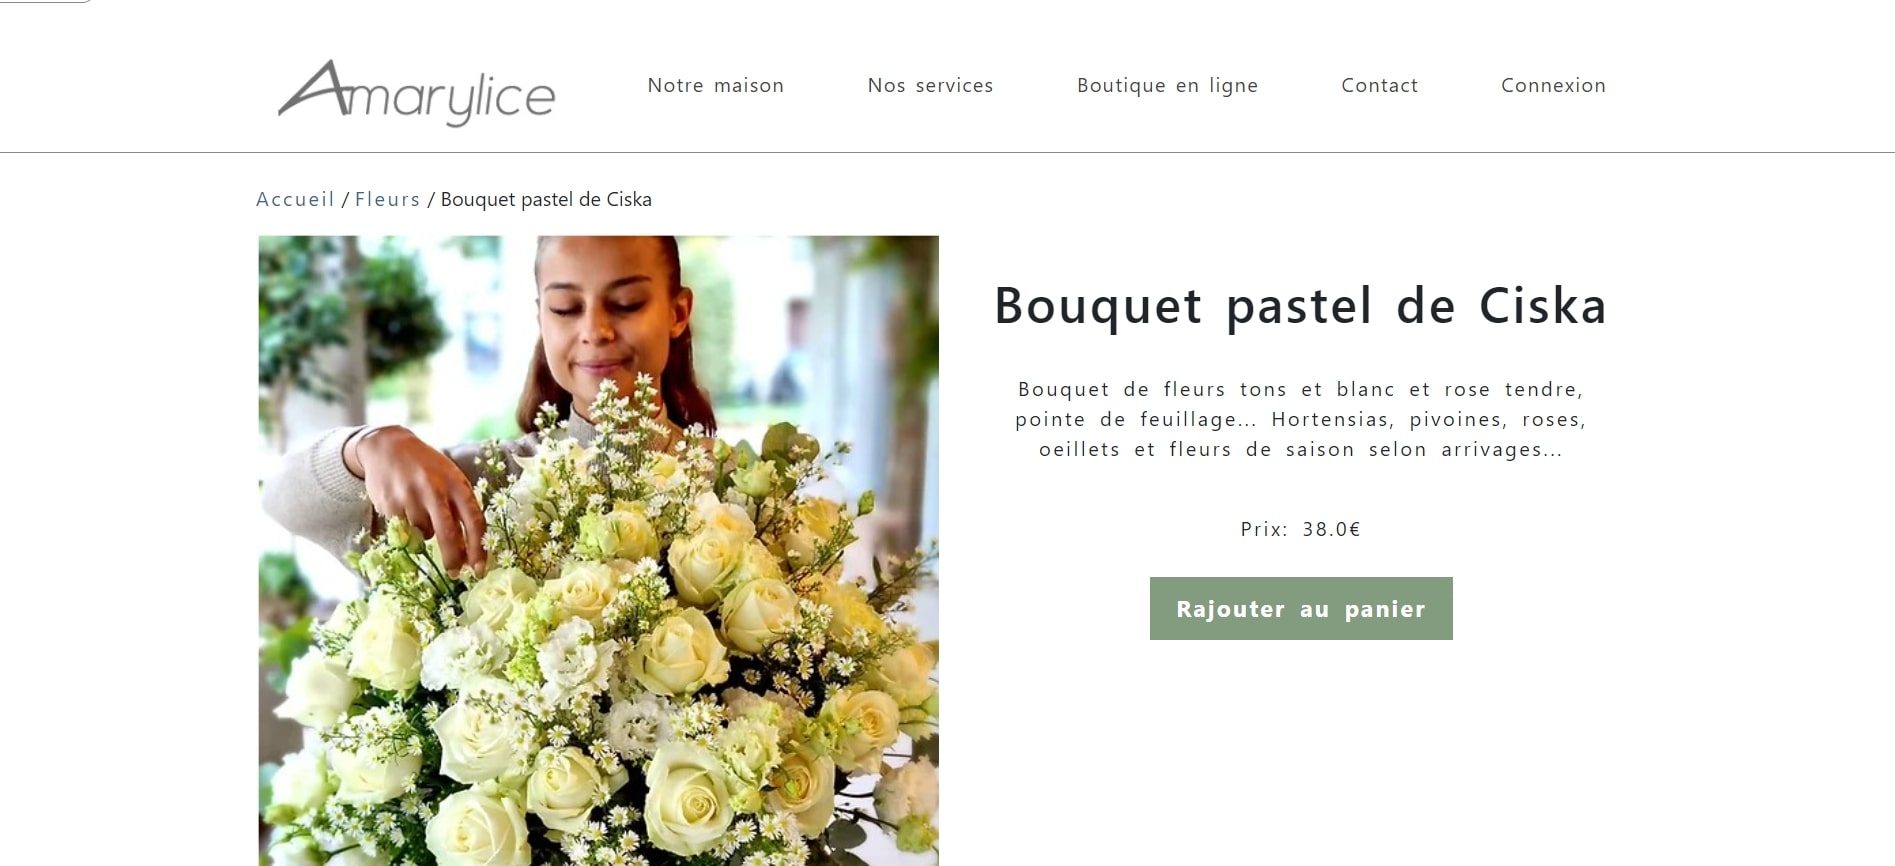 Amarylice
Notre maison
Nos services
Boutique en ligne
Contact
Connexion
Accueil / Fleurs / Bouquet pastel de Ciska
Bouquet pastel de Ciska
Bouquet de fleurs tons et blanc et rose tendre,
pointe de feuillage... Hortensias, pivoines, roses,
oeillets et fleurs de saison selon arrivages...
Prix: 38.0€
Rajouter au panier